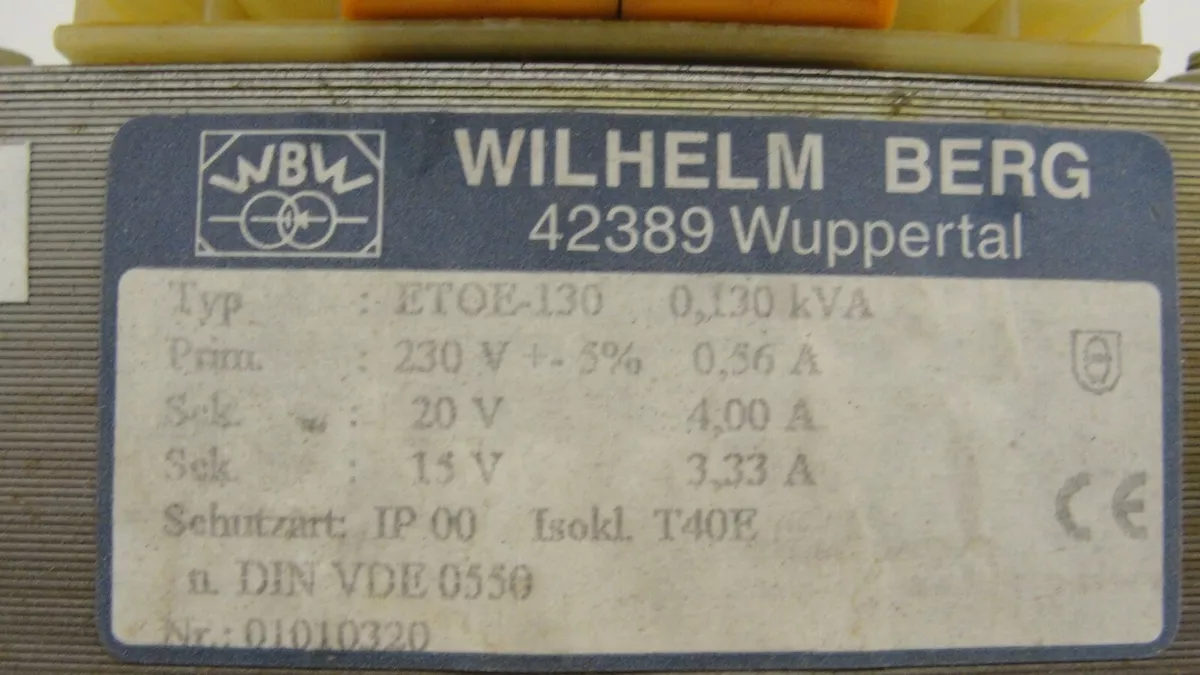 WBW
WILHELM BERG
42389 Wuppertal
Typ : ETOE-130 0,130 kVA
Prim. : 230 V +- 5% 0,56 A
Sek. : 20 V 4,00 A
Sek. : 15 V 3,33 A
Schutzart: IP 00 Isokl. T40E
n. DIN VDE 0550
Nr.: 01010320
CE